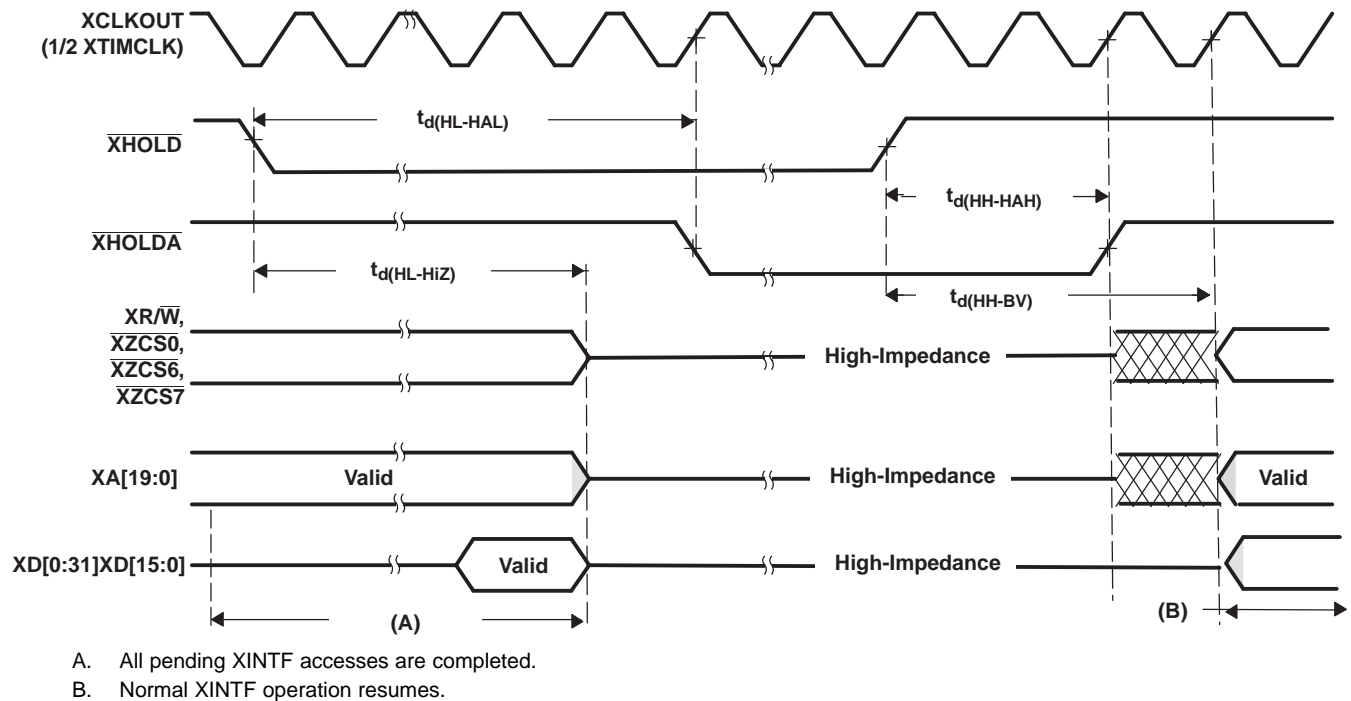 XCLKOUT
(1/2 XTIMCLK)
td(HL-HAL)
XHOLD
td(HH-HAH)
XHOLDA
td(HL-HiZ)
td(HH-BV)
XR/W,
XZCS0,
XZCS6,
XZCS7
High-Impedance
XA[19:0]
Valid
High-Impedance
Valid
XD[0:31]XD[15:0]
Valid
High-Impedance
(A)
(B)
A. All pending XINTF accesses are completed.
B. Normal XINTF operation resumes.